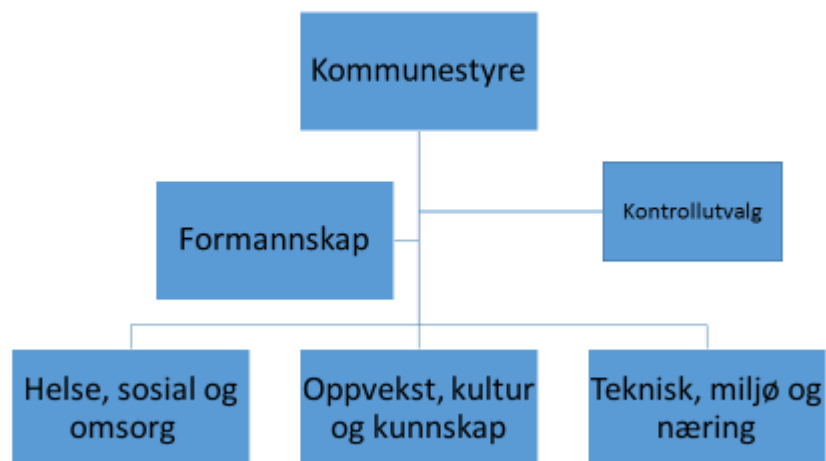 Kommunestyre
Kontrollutvalg
Formannskap
Helse, sosial og
omsorg
Oppvekst, kultur
og kunnskap
Teknisk, miljø og
næring